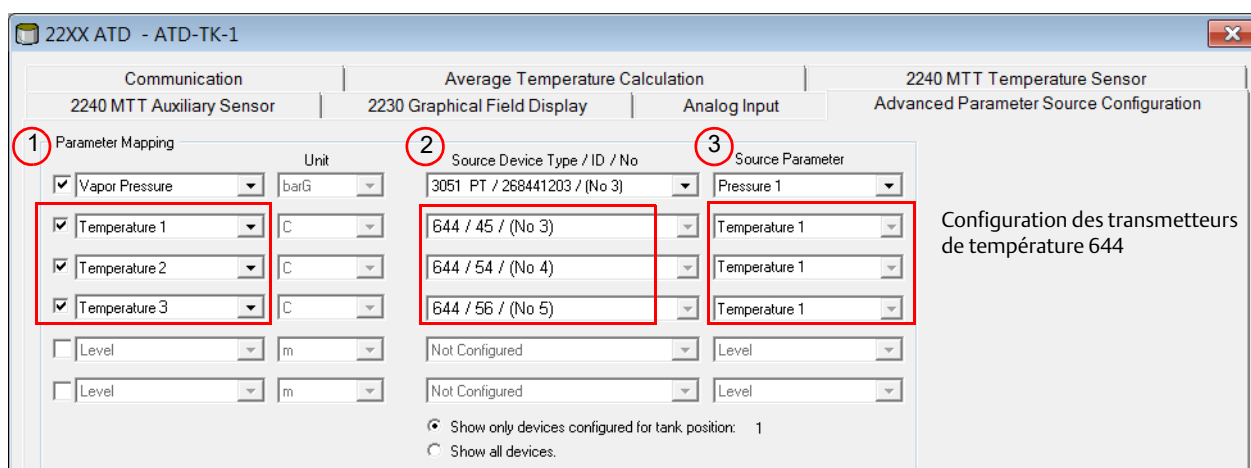 22XX ATD - ATD-TK-1
Communication
Average Temperature Calculation
2240 MTT Temperature Sensor
2240 MTT Auxiliary Sensor
2230 Graphical Field Display
Analog Input
Advanced Parameter Source Configuration
1
Parameter Mapping
Unit
2
Source Device Type / ID / No
3
Source Parameter
Vapor Pressure
barG
3051 PT / 268441203 / (No 3)
Pressure 1
Temperature 1
C
644 / 45 / (No 3)
Temperature 1
Temperature 2
C
644 / 54 / (No 4)
Temperature 1
Temperature 3
C
644 / 56 / (No 5)
Temperature 1
Level
m
Not Configured
Level
Level
m
Not Configured
Level
Show only devices configured for tank position: 1
Show all devices.
Configuration des transmetteurs
de température 644